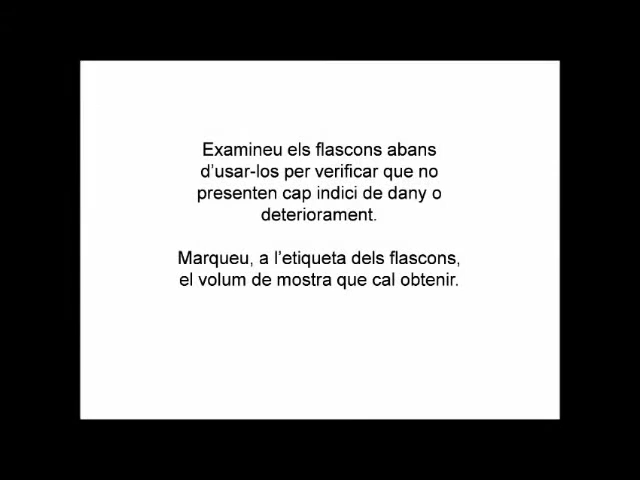 Examineu els flascons abans
d'usar-los per verificar que no
presenten cap indici de dany o
deteriorament.
Marqueu, a l'etiqueta dels flascons,
el volum de mostra que cal obtenir.